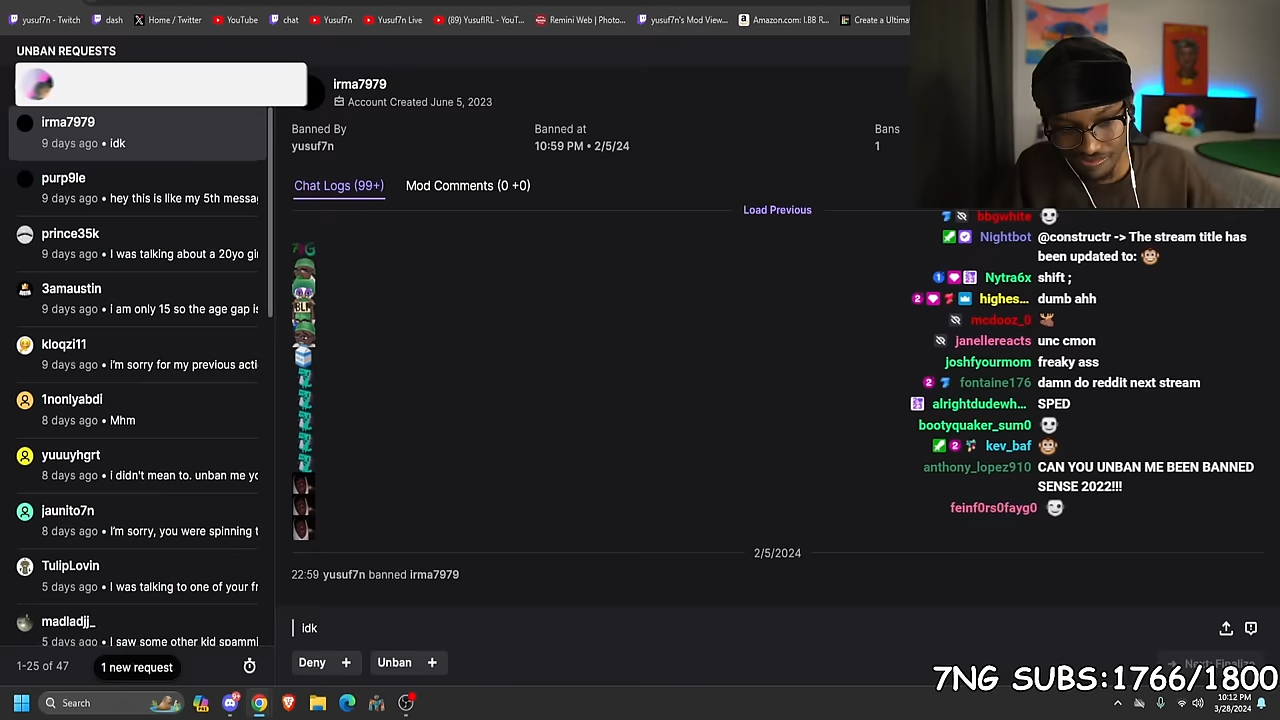 yusuf7n - Twitch
dash
Home / Twitter
YouTube
chat
Yusuf7n
Yusuf7n Live
(89) YusufIRL - YouT...
Remini Web | Photo...
yusuf7n's Mod View...
Amazon.com: I.BB R...
Create a Ultima
UNBAN REQUESTS
irma7979
9 days ago • idk
purp9le
9 days ago • hey this is like my 5th messa
prince35k
9 days ago • I was talking about a 20yo gi
3amaustin
9 days ago • i am only 15 so the age gap is
kloqzi11
9 days ago • i'm sorry for my previous acti
1nonlyabdi
8 days ago • Mhm
yuuuyhgrt
8 days ago • i didn't mean to. unban me yo
jaunito7n
8 days ago • I'm sorry, you were spinning t
TulipLovin
5 days ago • I was talking to one of your fr
madladjj_
5 days ago • I saw some other kid spammi
1-25 of 47
1 new request
irma7979
Account Created June 5, 2023
Banned By
yusuf7n
Banned at
10:59 PM • 2/5/24
Bans
1
Chat Logs (99+)
Mod Comments (0 +0)
Load Previous
2/5/2024
22:59 yusuf7n banned irma7979
idk
Deny +
Unban +
Next: Finalize
bbgwhite
Nightbot @constructr -> The stream title has
been updated to:
Nytra6x shift ;
highes... dumb ahh
mcdooz_0
janellereacts unc cmon
joshfyourmom freaky ass
fontaine176 damn do reddit next stream
alrightdudewh... SPED
bootyquaker_sum0
kev_baf
anthony_lopez910 CAN YOU UNBAN ME BEEN BANNED
SENSE 2022!!!
feinf0rs0fayg0
7NG SUBS:1766/1800
Search
10:12 PM
3/28/2024